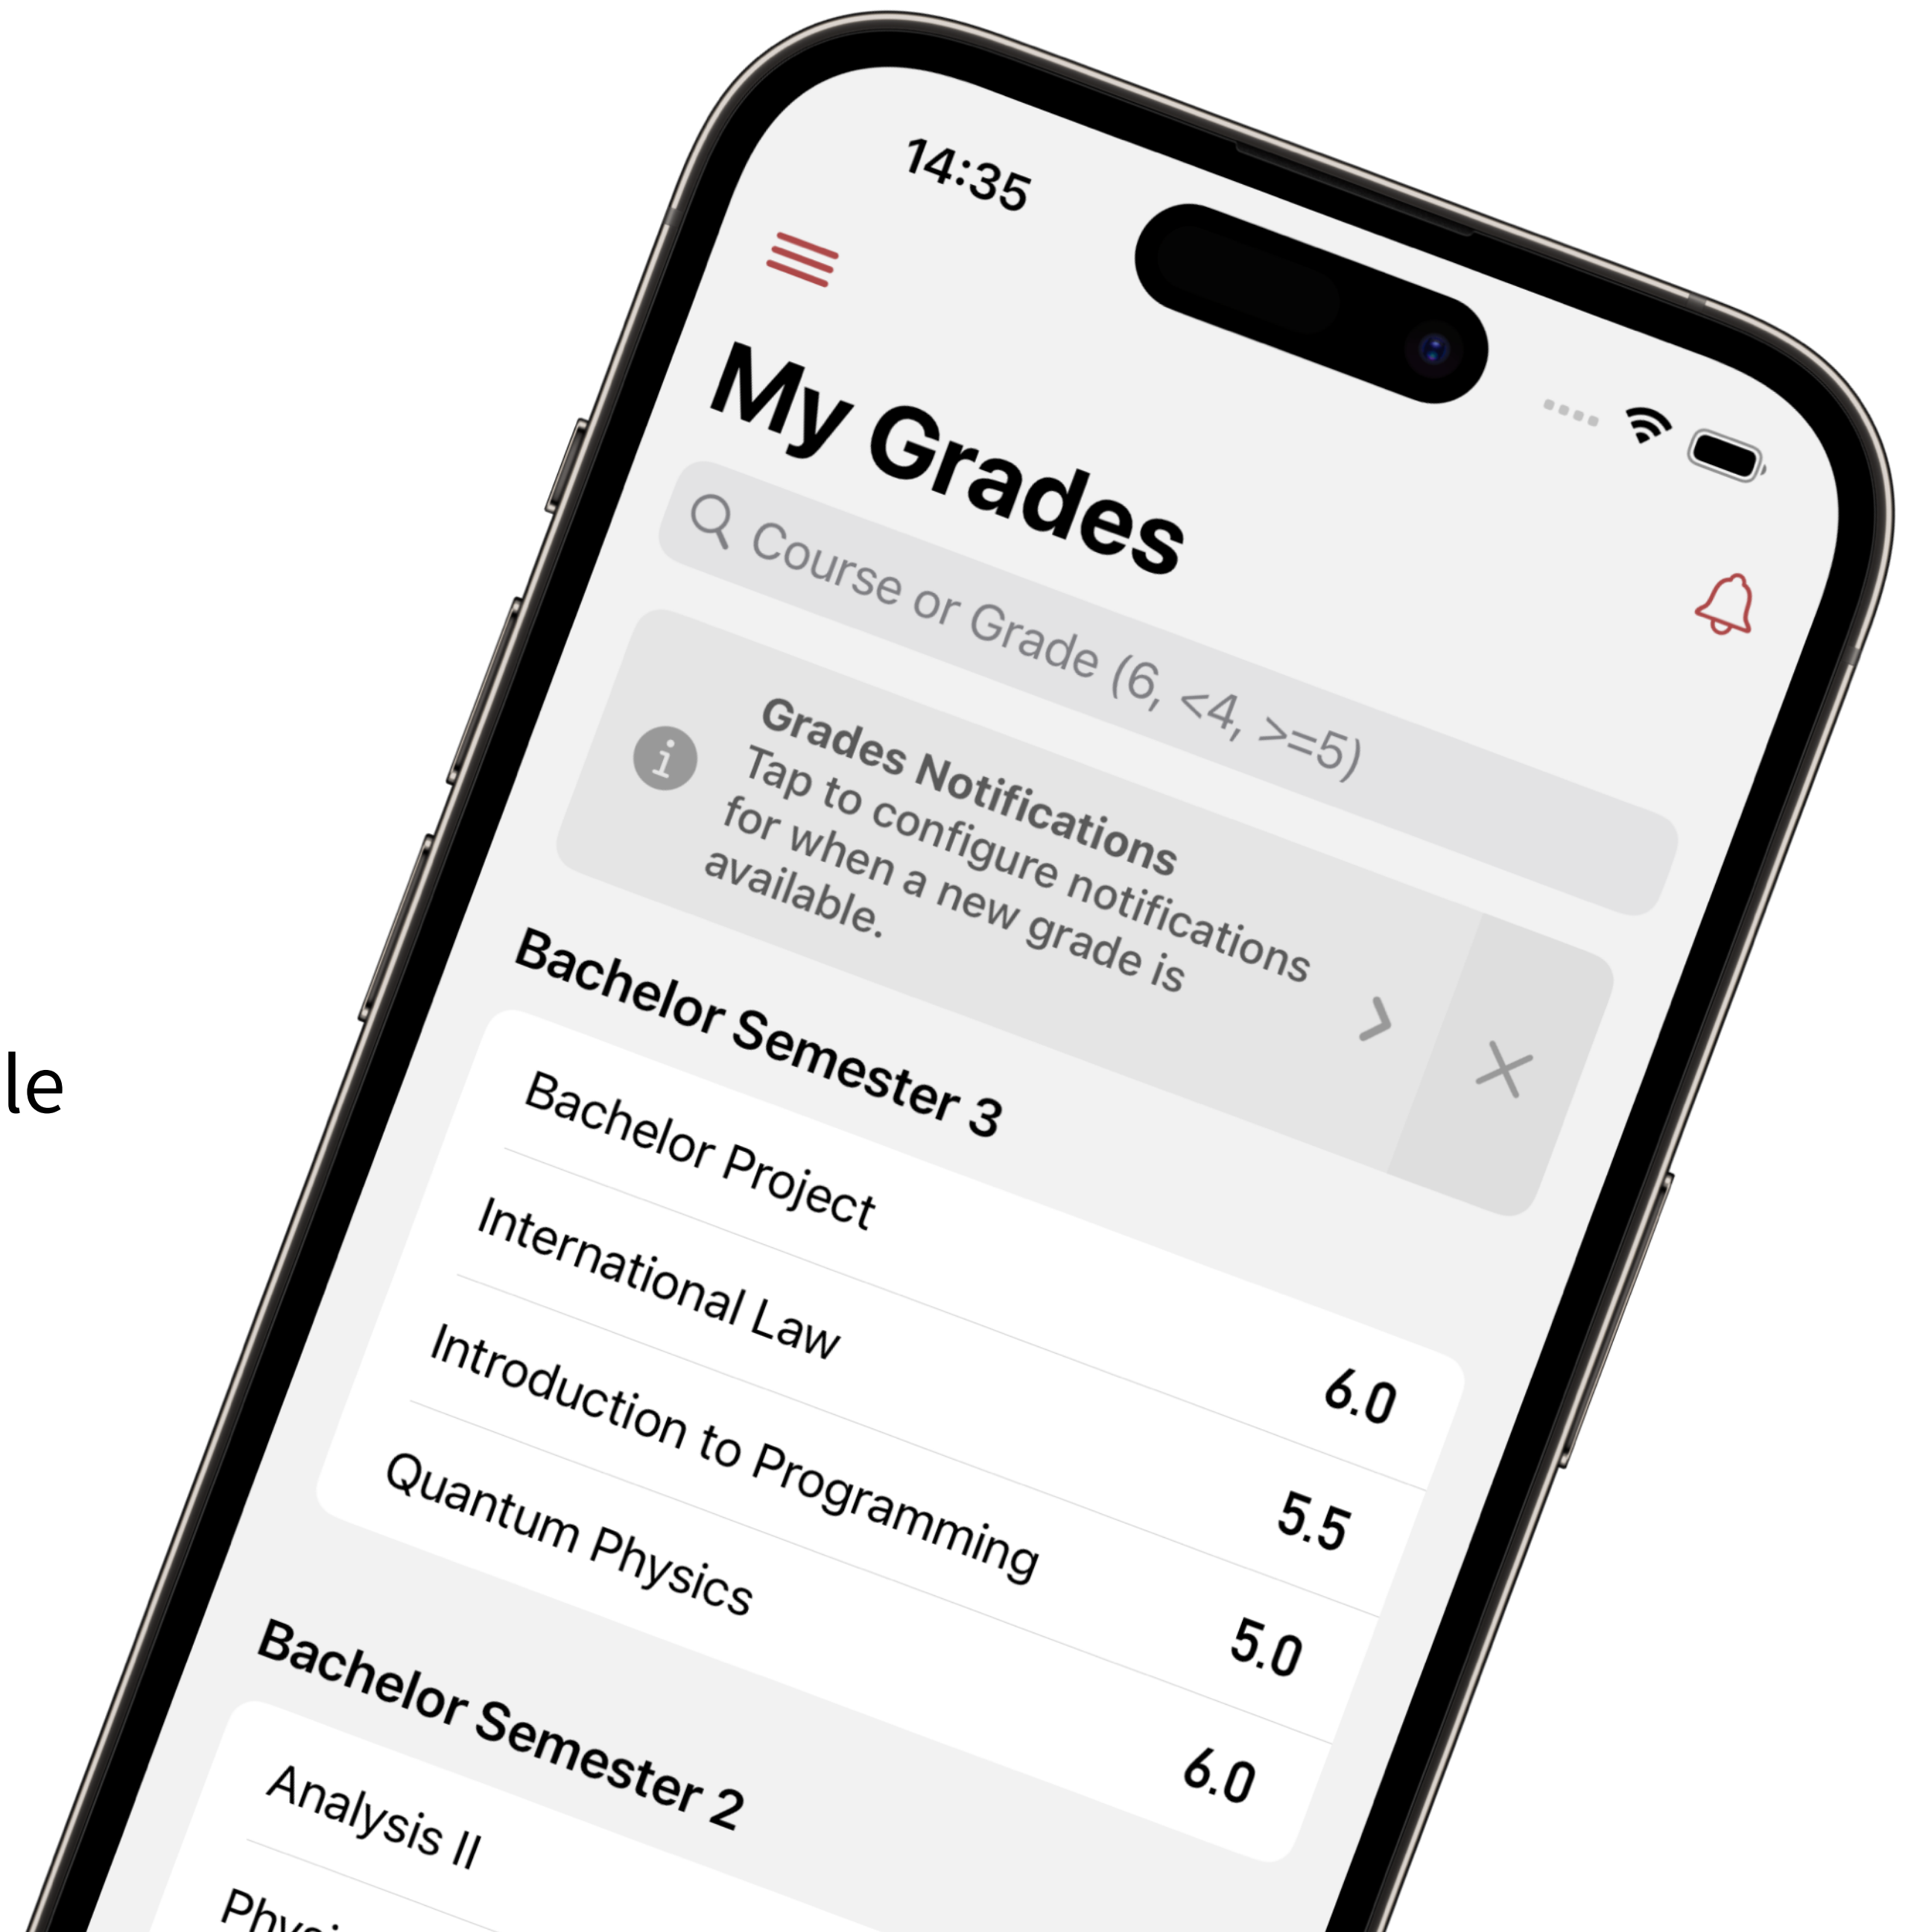 14:35
My Grades
Course or Grade (6, <4, >=5)
Grades Notifications
Tap to configure notifications
for when a new grade is
available.
Bachelor Semester 3
Bachelor Project 6.0
International Law 5.5
Introduction to Programming 5.0
Quantum Physics 6.0
Bachelor Semester 2
Analysis II
le